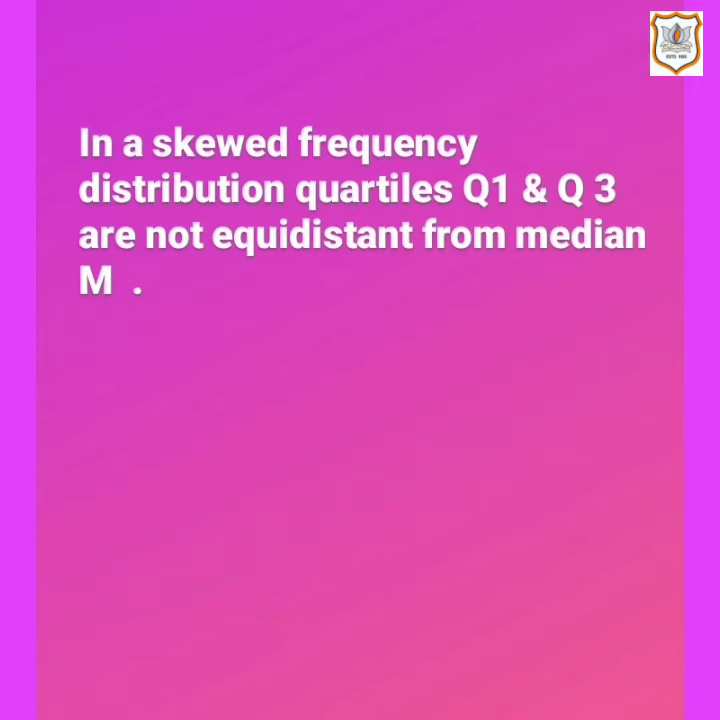 In a skewed frequency
distribution quartiles Q1 & Q 3
are not equidistant from median
M .